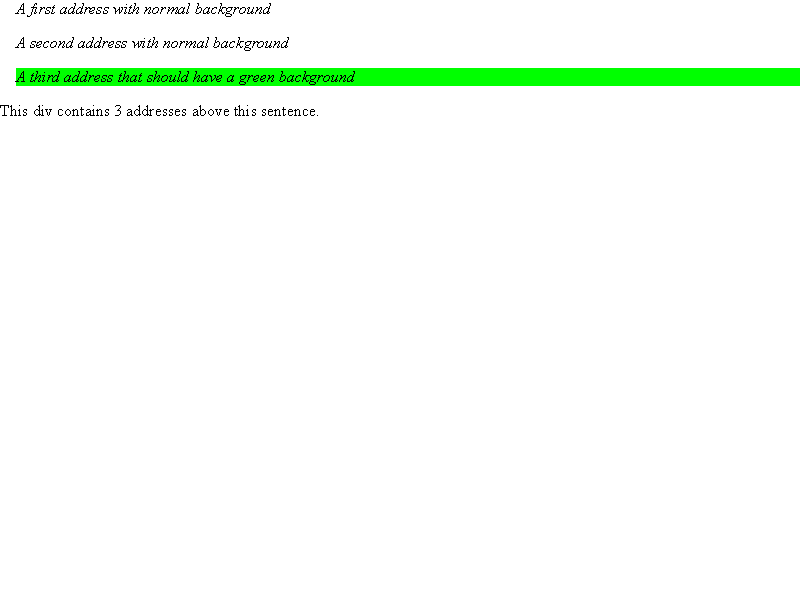 A first address with normal background
A second address with normal background
A third address that should have a green background
This div contains 3 addresses above this sentence.